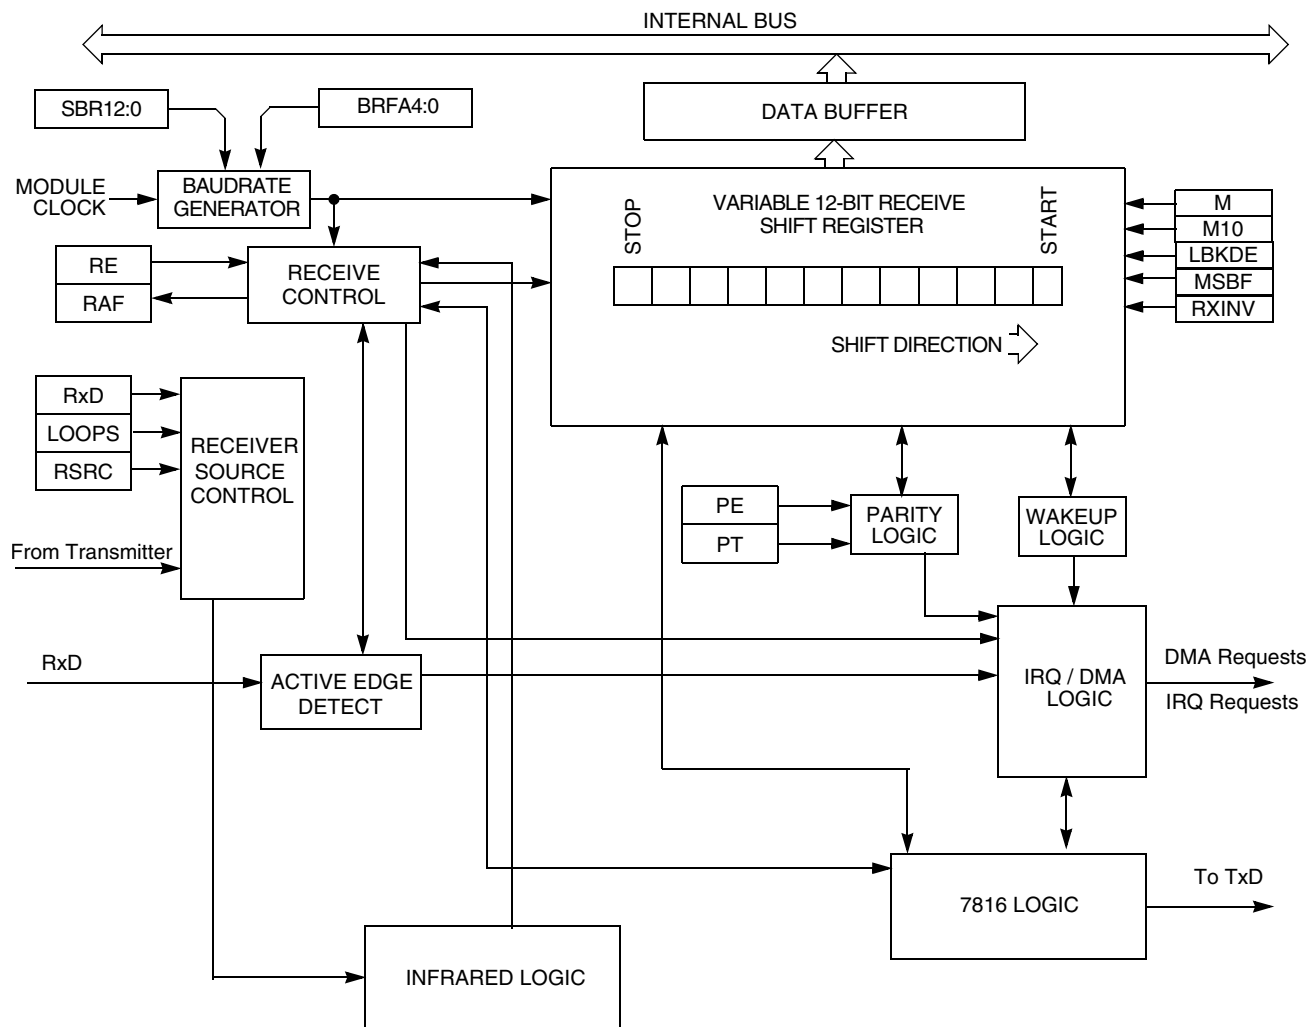 INTERNAL BUS
SBR12:0
BRFA4:0
DATA BUFFER
MODULE
CLOCK
BAUDRATE
GENERATOR
VARIABLE 12-BIT RECEIVE
SHIFT REGISTER
STOP
START
M
M10
LBKDE
MSBF
RXINV
RE
RAF
RECEIVE
CONTROL
SHIFT DIRECTION
RxD
LOOPS
RSRC
RECEIVER
SOURCE
CONTROL
From Transmitter
PE
PT
PARITY
LOGIC
WAKEUP
LOGIC
RxD
ACTIVE EDGE
DETECT
IRQ / DMA
LOGIC
DMA Requests
IRQ Requests
7816 LOGIC
To TxD
INFRARED LOGIC